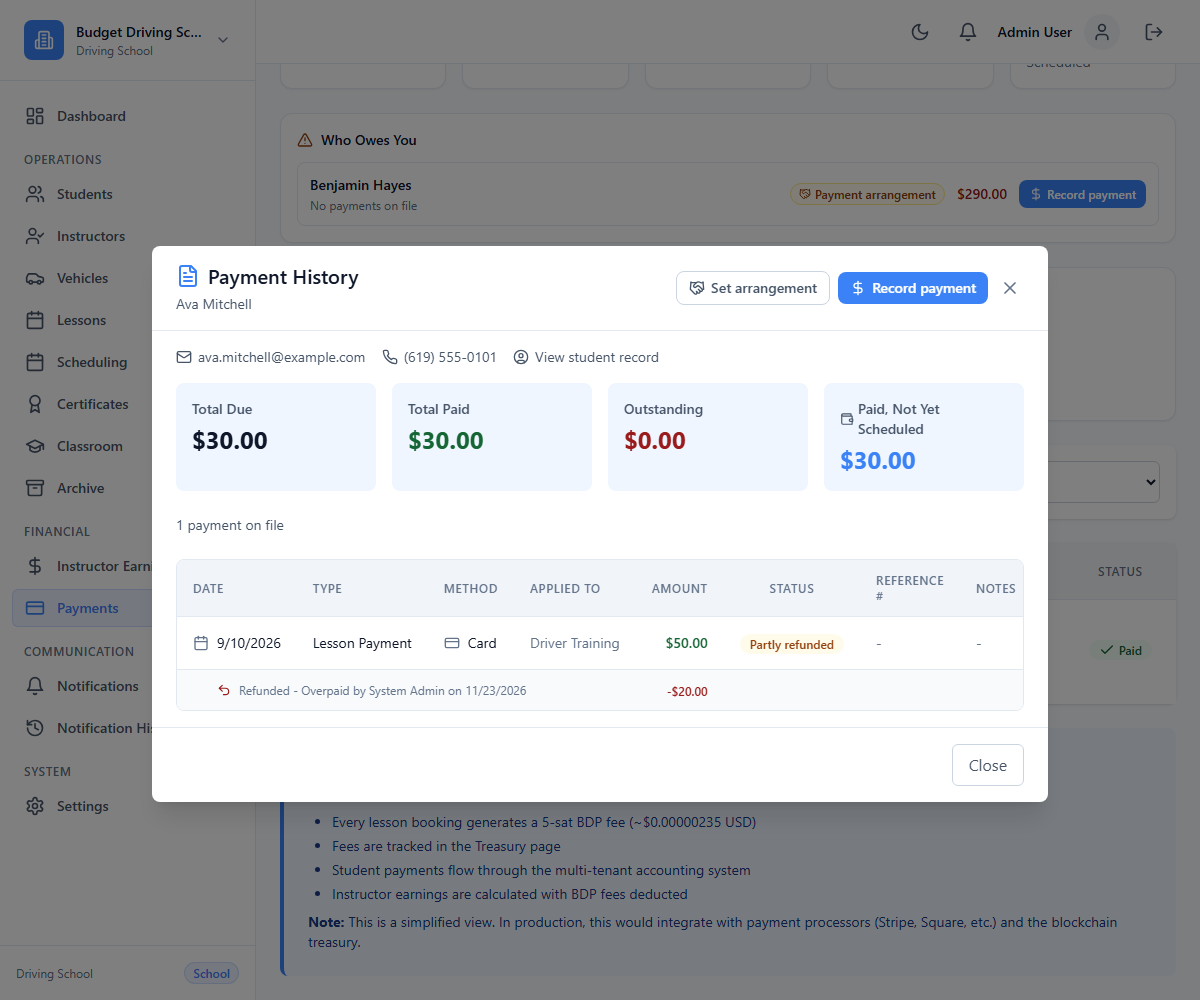 Budget Driving Sc...
Driving School
Admin User
Dashboard
OPERATIONS
Students
Instructors
Vehicles
Lessons
Scheduling
Certificates
Classroom
Archive
FINANCIAL
Instructor Earni
Payments
COMMUNICATION
Notifications
Notification His
SYSTEM
Settings
Driving School
School
Scheduled
Who Owes You
Benjamin Hayes
No payments on file
Payment arrangement
$290.00
$ Record payment
Payment History
Ava Mitchell
Set arrangement
$ Record payment
ava.mitchell@example.com
(619) 555-0101
View student record
Total Due
$30.00
Total Paid
$30.00
Outstanding
$0.00
Paid, Not Yet
Scheduled
$30.00
1 payment on file
DATE TYPE METHOD APPLIED TO AMOUNT STATUS REFERENCE # NOTES
9/10/2026 Lesson Payment Card Driver Training $50.00 Partly refunded - -
Refunded - Overpaid by System Admin on 11/23/2026 -$20.00
Close
STATUS
Paid
• Every lesson booking generates a 5-sat BDP fee (~$0.00000235 USD)
• Fees are tracked in the Treasury page
• Student payments flow through the multi-tenant accounting system
• Instructor earnings are calculated with BDP fees deducted
Note: This is a simplified view. In production, this would integrate with payment processors (Stripe, Square, etc.) and the blockchain
treasury.